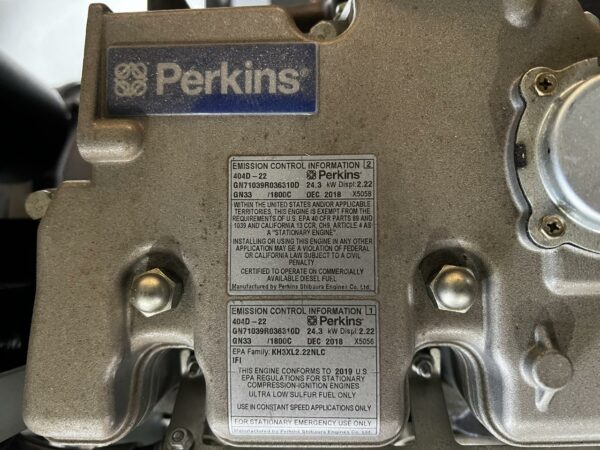 Perkins
EMISSION CONTROL INFORMATION 2
404D-22 Perkins
GN71039R036310D 24.3 kW Displ 2.22
GN33 /1800C DEC 2018 X5058
WITHIN THE UNITED STATES AND/OR APPLICABLE
TERRITORIES, THIS ENGINE IS EXEMPT FROM THE
REQUIREMENTS OF U.S. EPA 40 CFR PARTS 89 AND
1039 AND CALIFORNIA 13 CCR, CH9, ARTICLE 4 AS
A "STATIONARY ENGINE"
INSTALLING OR USING THIS ENGINE IN ANY OTHER
APPLICATION MAY BE A VIOLATION OF FEDERAL
OR CALIFORNIA LAW SUBJECT TO A CIVIL
PENALTY
CERTIFIED TO OPERATE ON COMMERCIALLY
AVAILABLE DIESEL FUEL
Manufactured by Perkins Shibaura Engines Co. Ltd.
EMISSION CONTROL INFORMATION 1
404D-22 Perkins
GN71039R036310D 24.3 kW Displ 2.22
GN33 /1800C DEC 2018 X5056
EPA Family: KH3XL2.22NLC
IFI
THIS ENGINE CONFORMS TO 2019 U.S
EPA REGULATIONS FOR STATIONARY
COMPRESSION-IGNITION ENGINES
ULTRA LOW SULFUR FUEL ONLY
USE IN CONSTANT SPEED APPLICATIONS ONLY
FOR STATIONARY EMERGENCY USE ONLY
Manufactured by Perkins Shibaura Engines Co. Ltd.